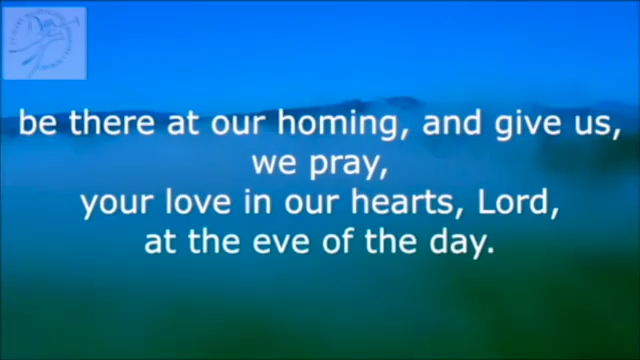 be there at our homing, and give us,
we pray,
your love in our hearts, Lord,
at the eve of the day.